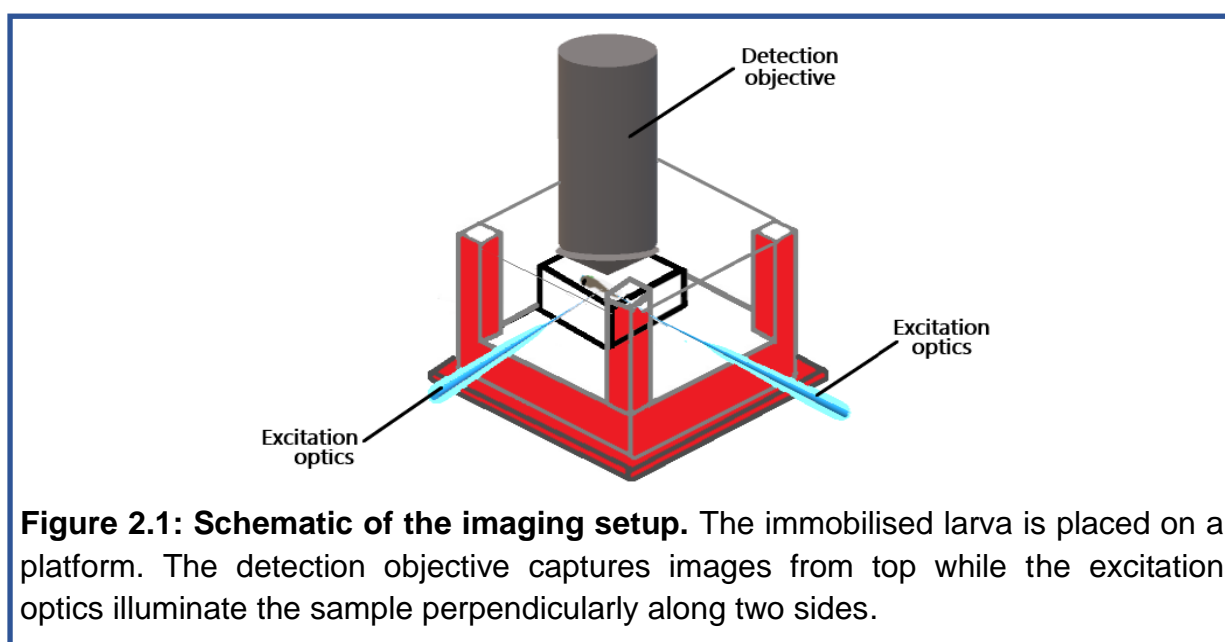 Detection
objective
Excitation
optics
Excitation
optics
Figure 2.1: Schematic of the imaging setup. The immobilised larva is placed on a
platform. The detection objective captures images from top while the excitation
optics illuminate the sample perpendicularly along two sides.